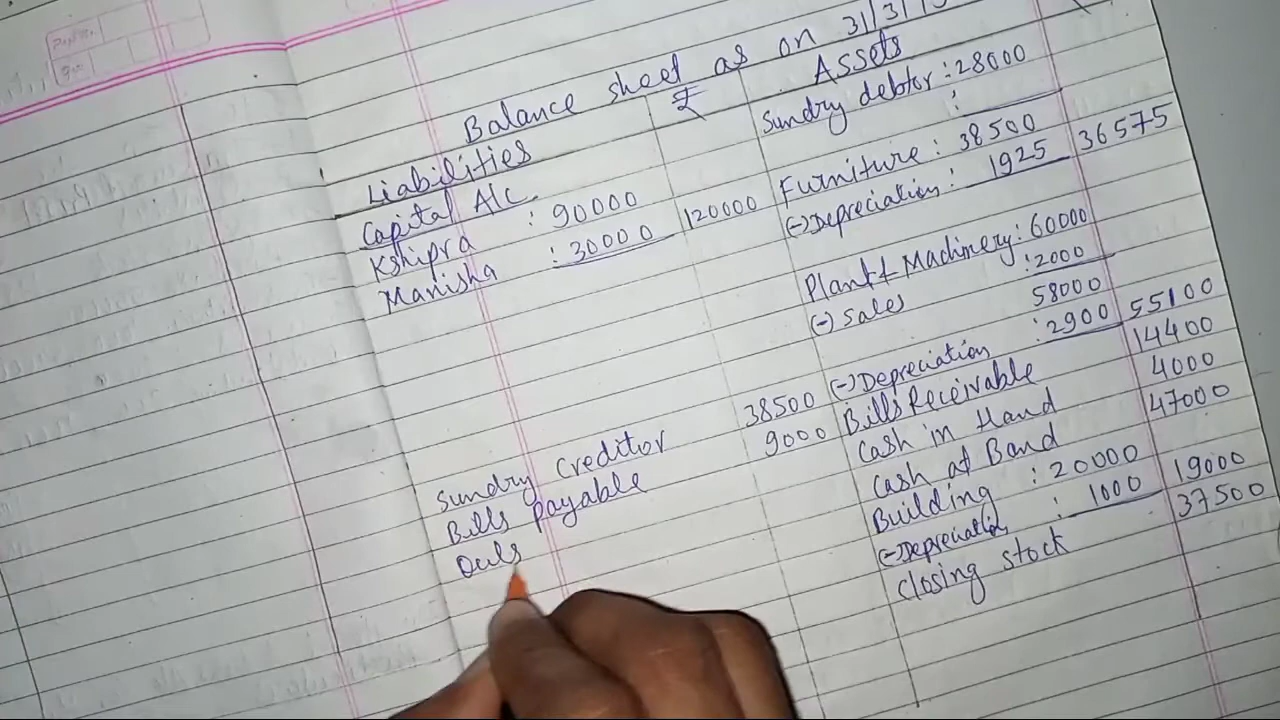 Balance sheet as on 31/3/
Liabilities ₹ Assets
Capital A/C.
Kshipra : 90000
Manisha : 30000 120000
Sundry Creditor 38500
Bills Payable 9000
Outs
Sundry debtor : 28000
:
Furniture : 38500
(-) Depreciation : 1925 36575
Plant & Machinery : 60000
(-) Sales : 2000
58000
(-) Depreciation : 2900 55100
Bills Receivable 14400
Cash in Hand 4000
Cash at Band 47000
Building : 20000
(-) Depreciation : 1000 19000
Closing stock 37500